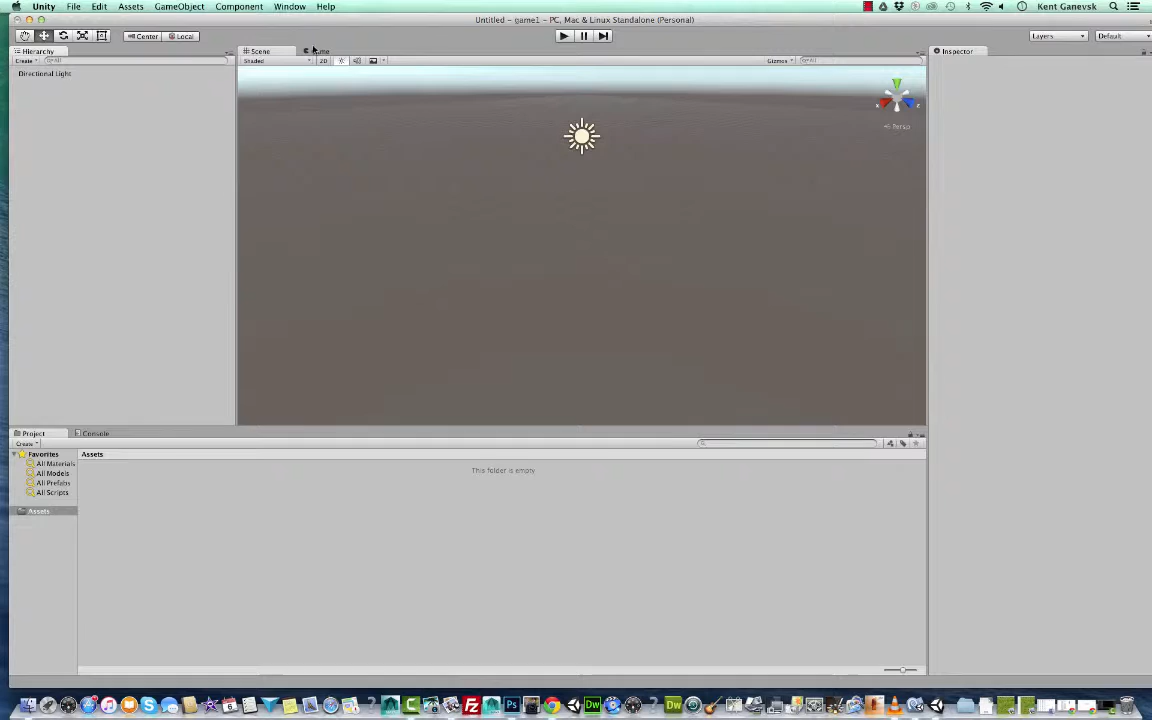 Unity File Edit Assets GameObject Component Window Help Kent Ganevsk
Untitled - game1 - PC, Mac & Linux Standalone (Personal)
Center Local Layers Default
Hierarchy Scene Inspector
Create Shaded 2D Gizmos
Directional Light
Persp
Project Console
Create
Favorites Assets
All Materials This folder is empty
All Models
All Prefabs
All Scripts
Assets